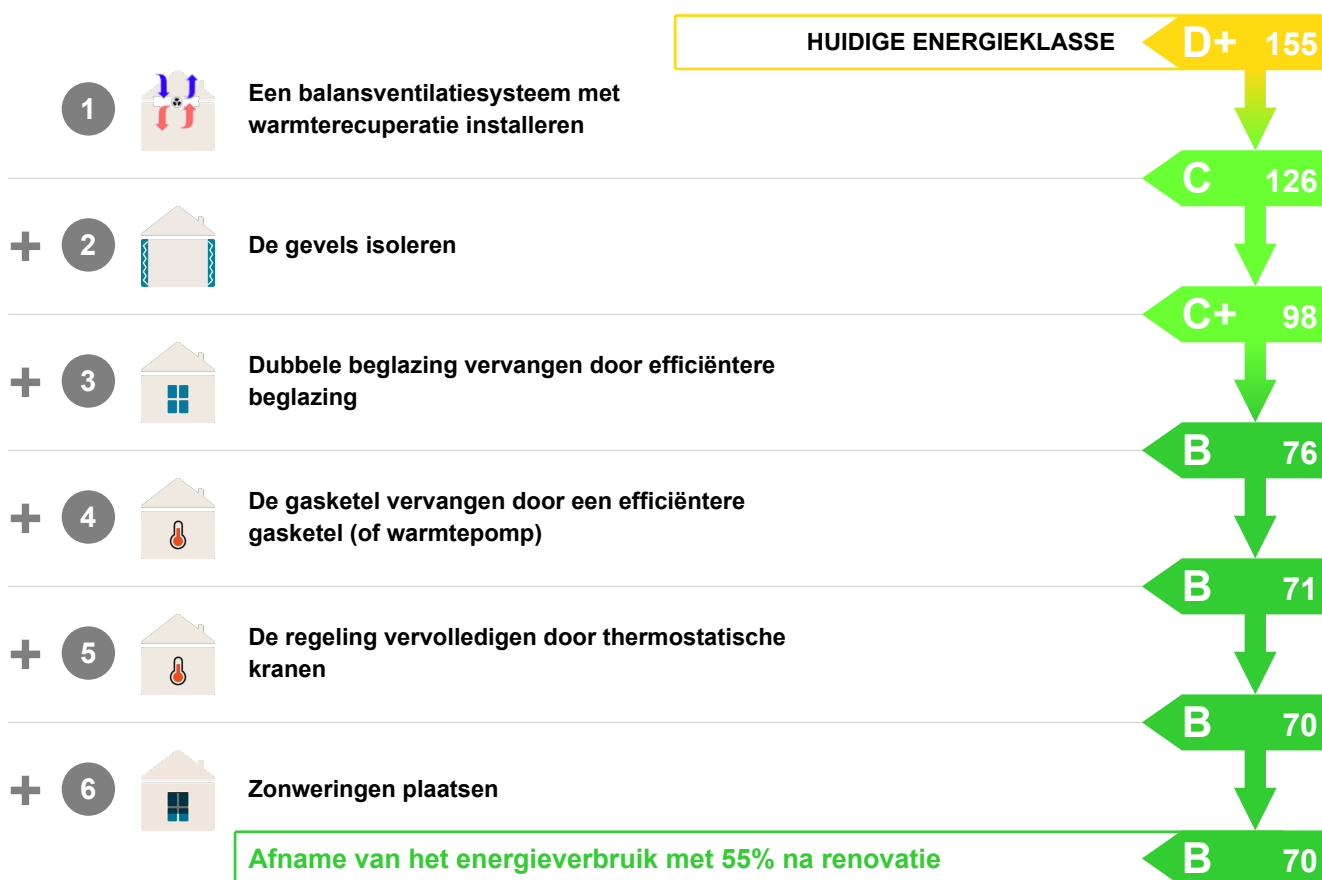 HUIDIGE ENERGIEKLASSE D+ 155
1 Een balansventilatiesysteem met
warmterecuperatie installeren
C 126
+ 2 De gevels isoleren
C+ 98
+ 3 Dubbele beglazing vervangen door efficiëntere
beglazing
B 76
+ 4 De gasketel vervangen door een efficiëntere
gasketel (of warmtepomp)
B 71
+ 5 De regeling vervolledigen door thermostatische
kranen
B 70
+ 6 Zonweringen plaatsen
Afname van het energieverbruik met 55% na renovatie B 70